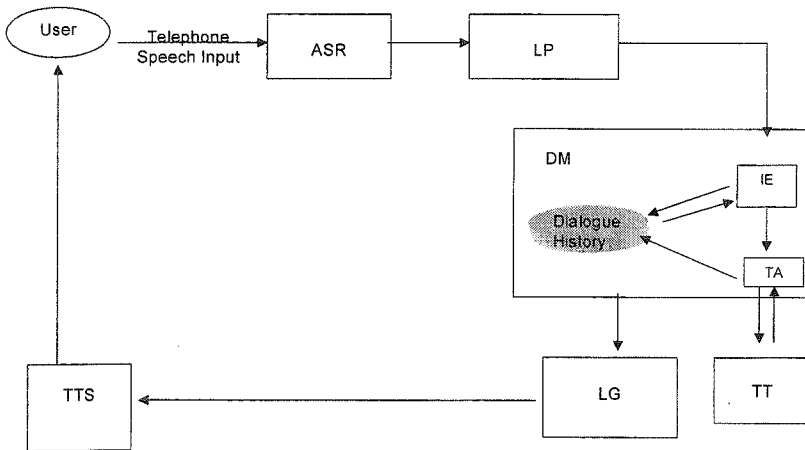 User
Telephone
Speech Input
ASR
LP
DM
IE
Dialogue
History
TA
TTS
LG
TT